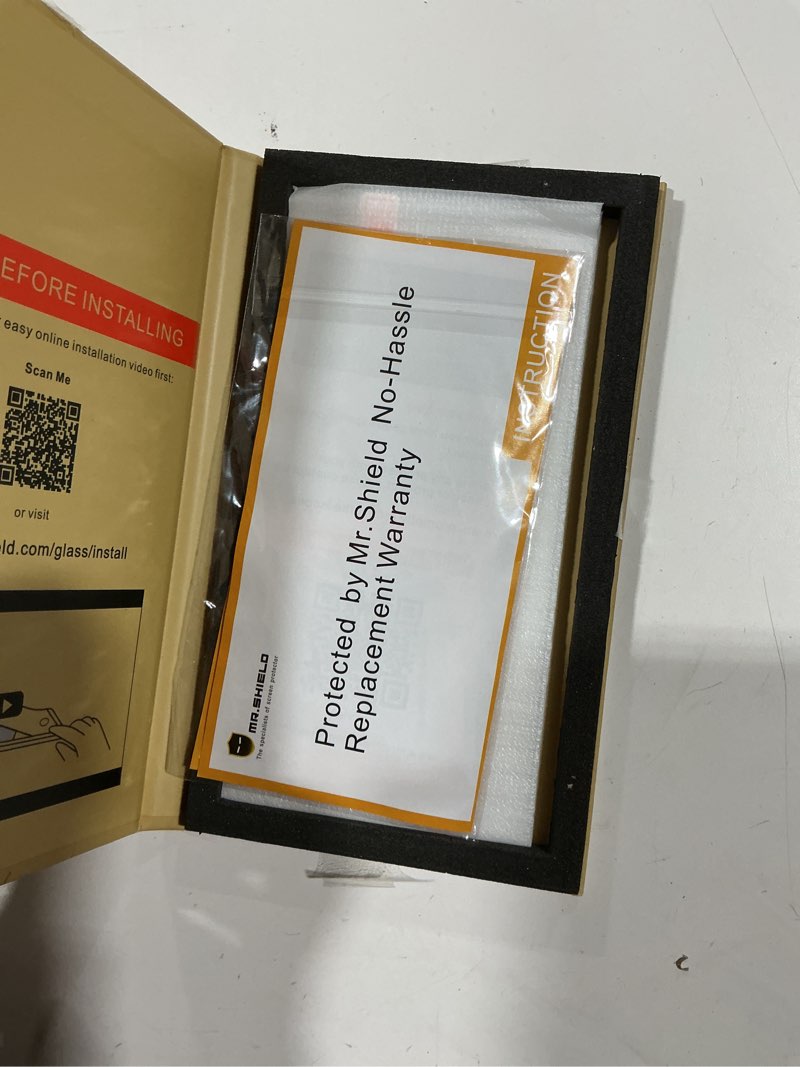 EFORE INSTALLING
easy online installation video first:
Scan Me
or visit
ld.com/glass/install
INSTRUCTION
Protected by Mr.Shield No-Hassle
Replacement Warranty
MR.SHIELD
The specialists of screen protector